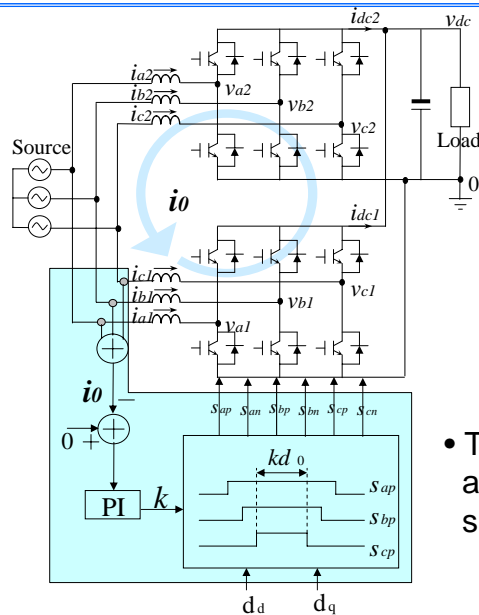 i_dc2
v_dc
i_a2
i_b2
i_c2
v_a2
v_b2
v_c2
Source
Load
0
i_0
i_dc1
i_c1
i_b1
i_a1
v_c1
v_b1
v_a1
+
i_0
−
s_ap s_an s_bp s_bn s_cp s_cn
0 + +
PI
k
kd_0
s_ap
s_bp
s_cp
d_d d_q
• T
a
s